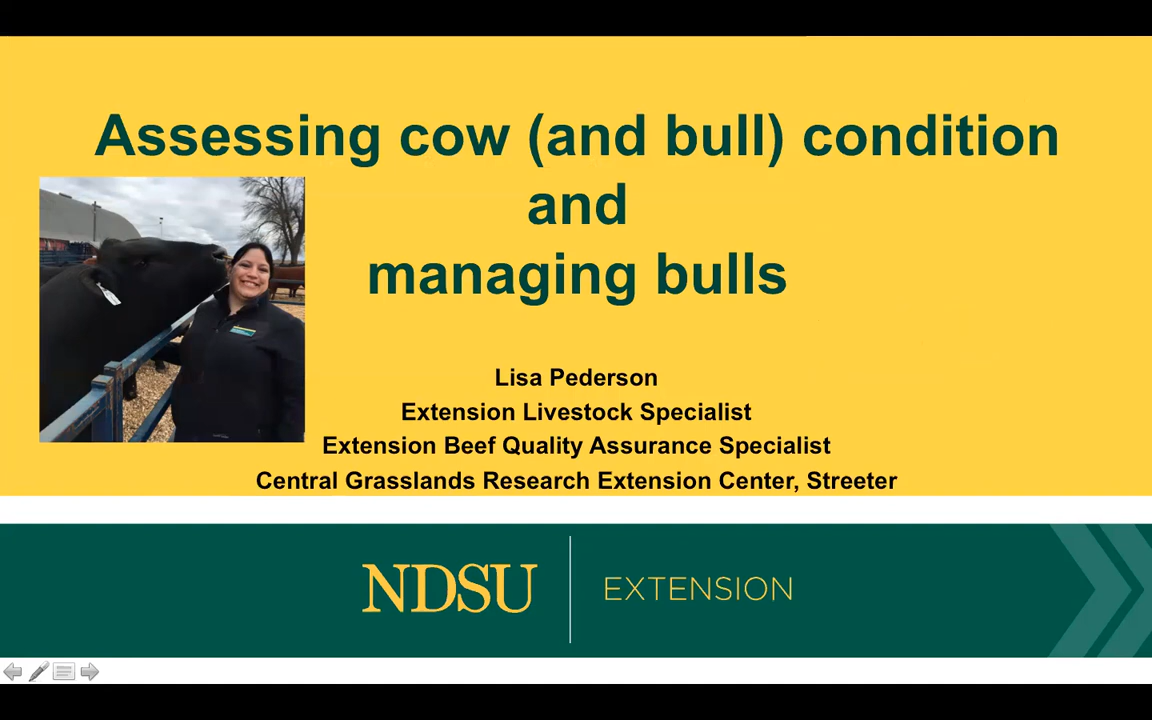 Assessing cow (and bull) condition
and
managing bulls
Lisa Pederson
Extension Livestock Specialist
Extension Beef Quality Assurance Specialist
Central Grasslands Research Extension Center, Streeter
NDSU EXTENSION